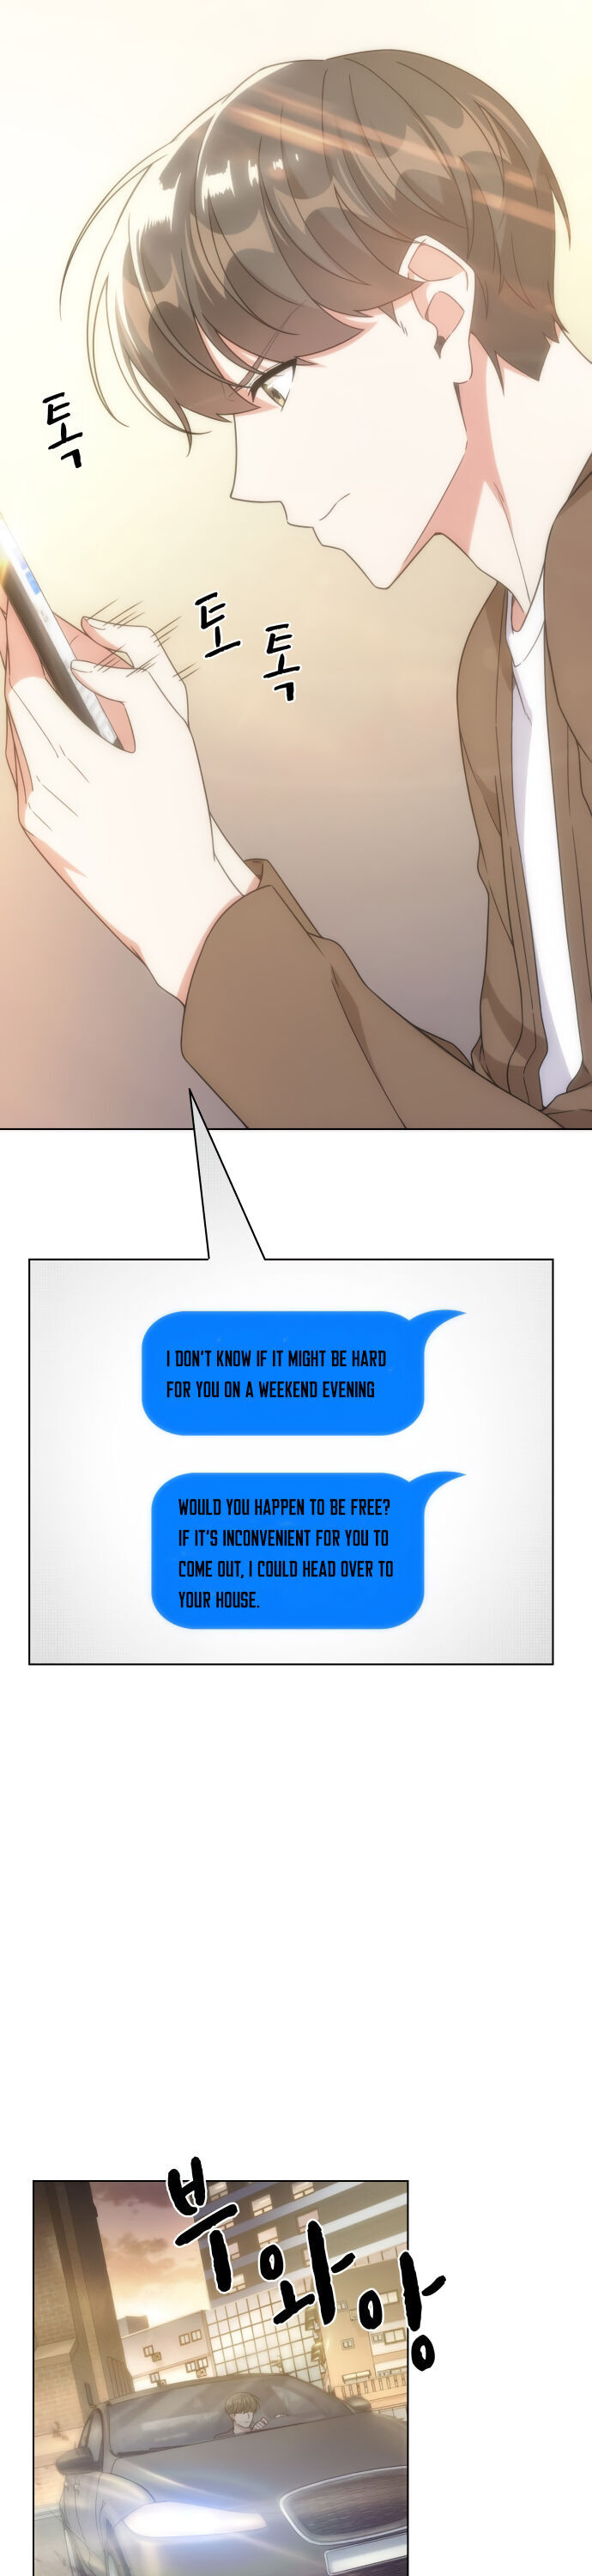 톡
토
톡
I DON'T KNOW IF IT MIGHT BE HARD
FOR YOU ON A WEEKEND EVENING
WOULD YOU HAPPEN TO BE FREE?
IF IT'S INCONVENIENT FOR YOU TO
COME OUT, I COULD HEAD OVER TO
YOUR HOUSE.
부와앙